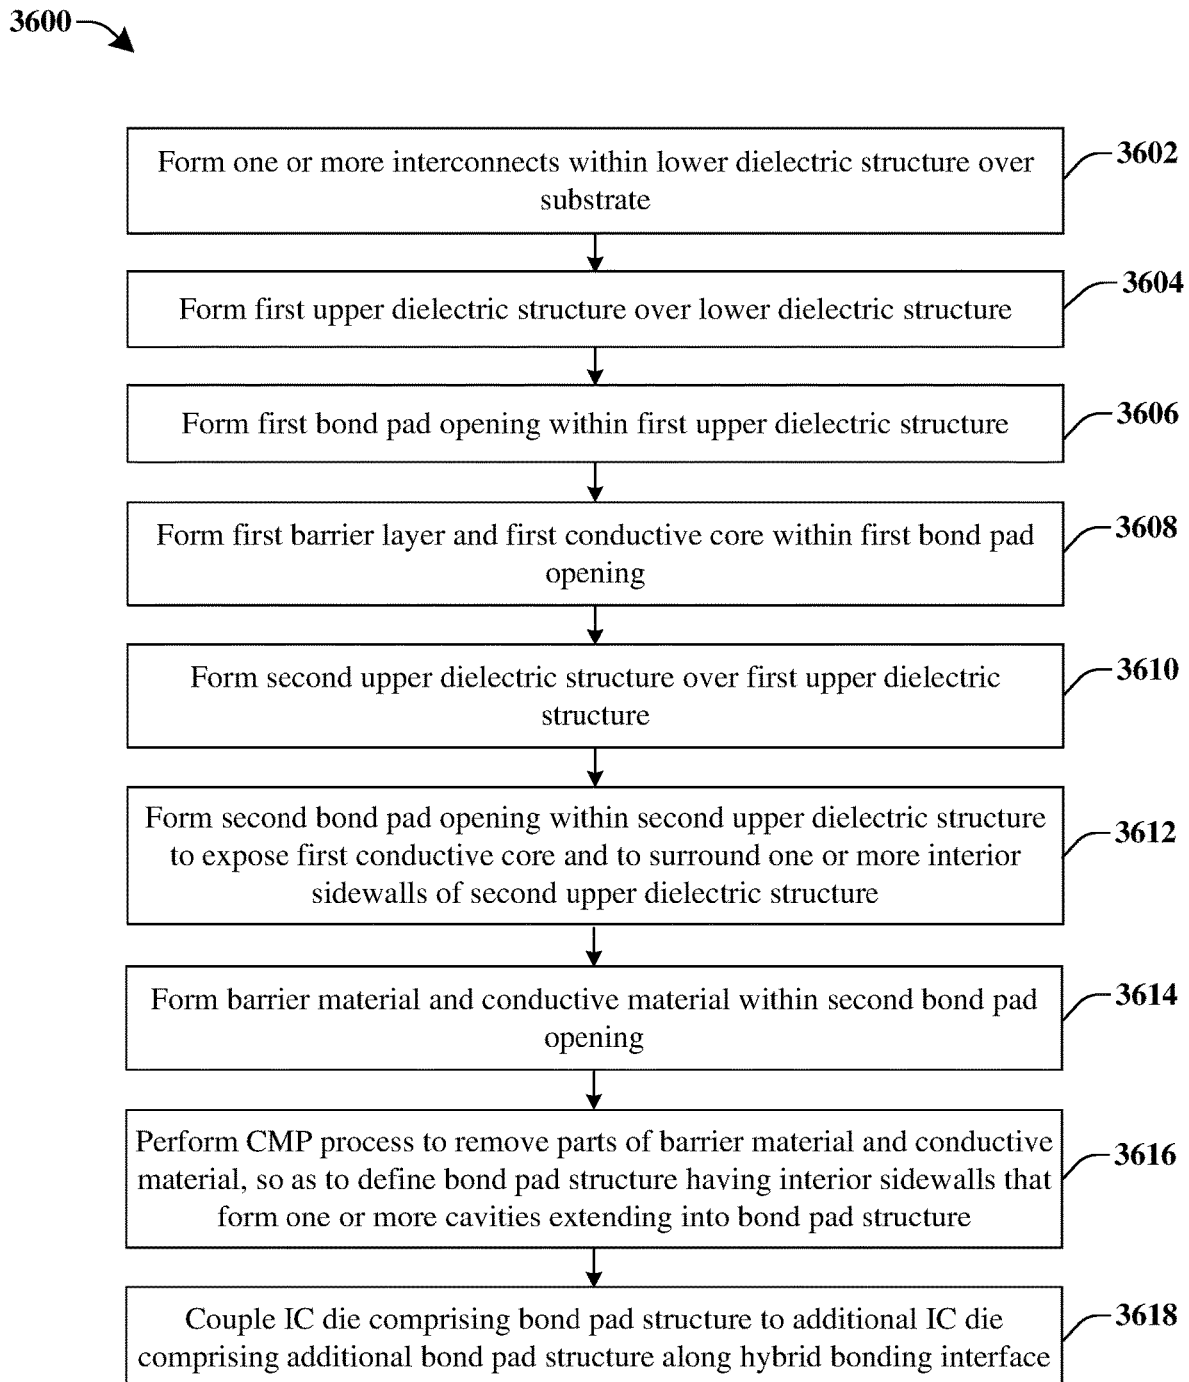 3600
Form one or more interconnects within lower dielectric structure over
substrate
3602
Form first upper dielectric structure over lower dielectric structure
3604
Form first bond pad opening within first upper dielectric structure
3606
Form first barrier layer and first conductive core within first bond pad
opening
3608
Form second upper dielectric structure over first upper dielectric
structure
3610
Form second bond pad opening within second upper dielectric structure
to expose first conductive core and to surround one or more interior
sidewalls of second upper dielectric structure
3612
Form barrier material and conductive material within second bond pad
opening
3614
Perform CMP process to remove parts of barrier material and conductive
material, so as to define bond pad structure having interior sidewalls that
form one or more cavities extending into bond pad structure
3616
Couple IC die comprising bond pad structure to additional IC die
comprising additional bond pad structure along hybrid bonding interface
3618